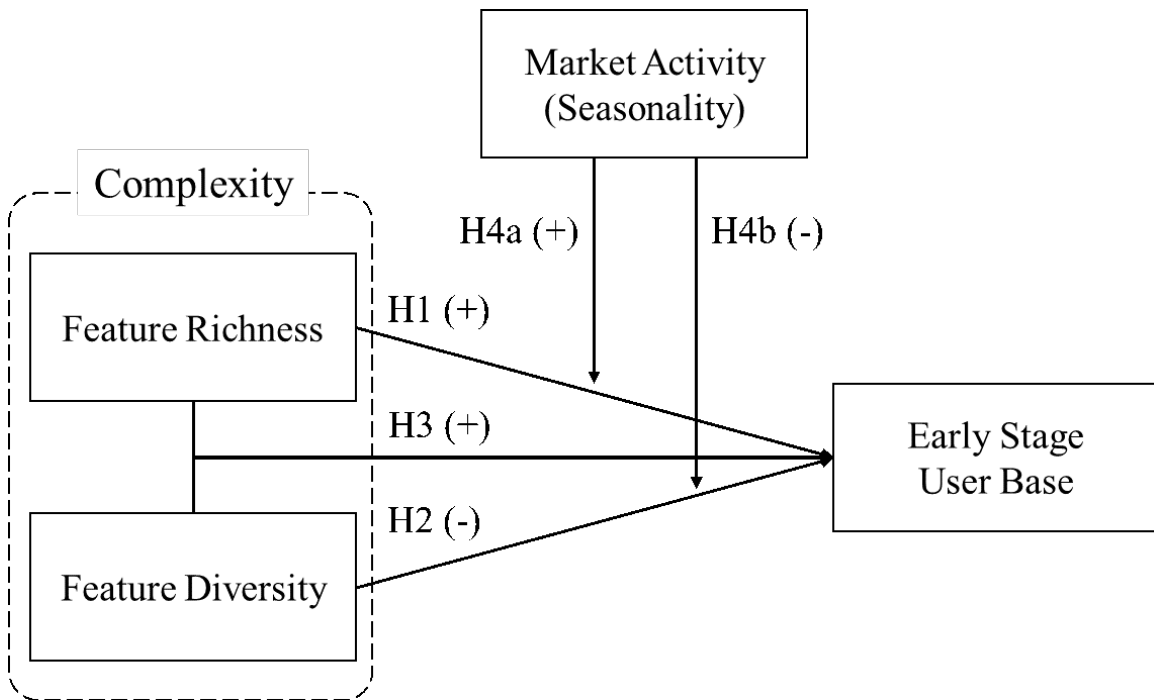 Market Activity
(Seasonality)
Complexity
H4a (+)
H4b (-)
Feature Richness
H1 (+)
H3 (+)
Early Stage
User Base
H2 (-)
Feature Diversity